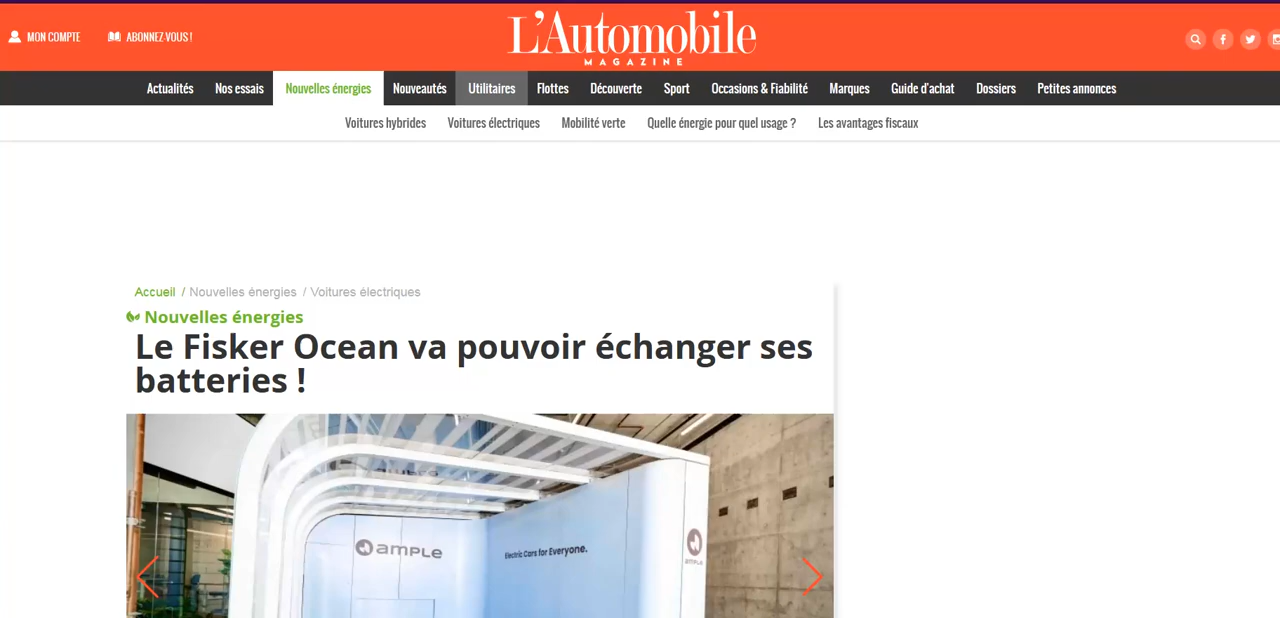 MON COMPTE
ABONNEZ-VOUS !
L'Automobile
MAGAZINE
Actualités Nos essais Nouvelles énergies Nouveautés Utilitaires Flottes Découverte Sport Occasions & Fiabilité Marques Guide d'achat Dossiers Petites annonces
Voitures hybrides Voitures électriques Mobilité verte Quelle énergie pour quel usage ? Les avantages fiscaux
Accueil / Nouvelles énergies / Voitures électriques
Nouvelles énergies
Le Fisker Ocean va pouvoir échanger ses
batteries !
AMPLE
Electric Cars for Everyone.
AMPLE